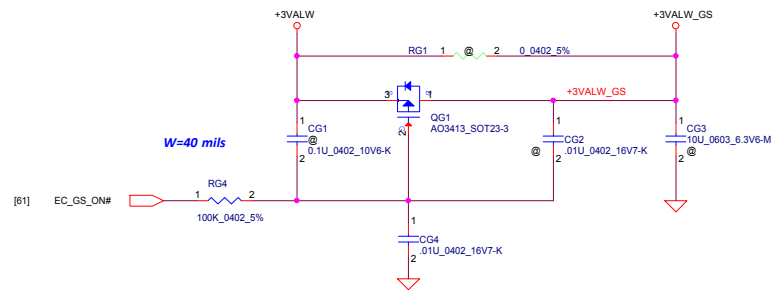 +3VALW
+3VALW_GS
RG1 1 @ 2 0_0402_5%
3 1 +3VALW_GS
QG1
AO3413_SOT23-3
2
W=40 mils
1
CG1
@
0.1U_0402_10V6-K
2
1
CG2
@ .01U_0402_16V7-K
2
1
CG3
10U_0603_6.3V6-M
@
2
[61] EC_GS_ON# 1 RG4 2
100K_0402_5%
1
CG4
.01U_0402_16V7-K
2